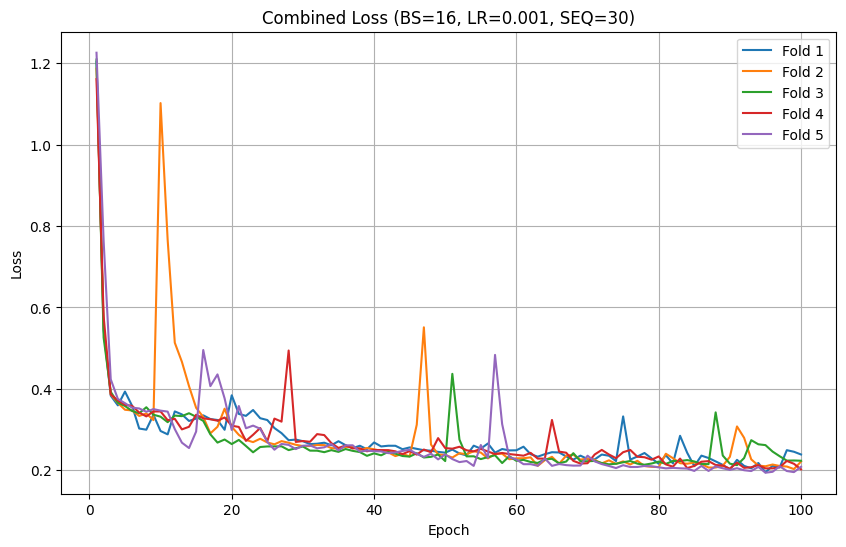 Combined Loss (BS=16, LR=0.001, SEQ=30)
Fold 1
Fold 2
Fold 3
Fold 4
Fold 5
Loss
1.2
1.0
0.8
0.6
0.4
0.2
0
20
40
60
80
100
Epoch